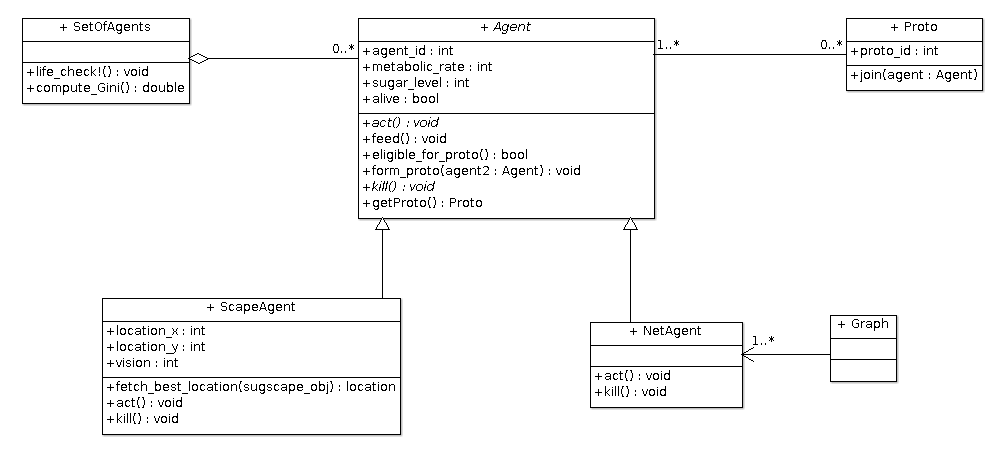 + SetOfAgents
+life_check!() : void
+compute_Gini() : double
0..*
+ Agent
+agent_id : int
+metabolic_rate : int
+sugar_level : int
+alive : bool
+act() : void
+feed() : void
+eligible_for_proto() : bool
+form_proto(agent2 : Agent) : void
+kill() : void
+getProto() : Proto
1..*
0..*
+ Proto
+proto_id : int
+join(agent : Agent)
+ ScapeAgent
+location_x : int
+location_y : int
+vision : int
+fetch_best_location(sugscape_obj) : location
+act() : void
+kill() : void
+ NetAgent
+act() : void
+kill() : void
1..*
+ Graph